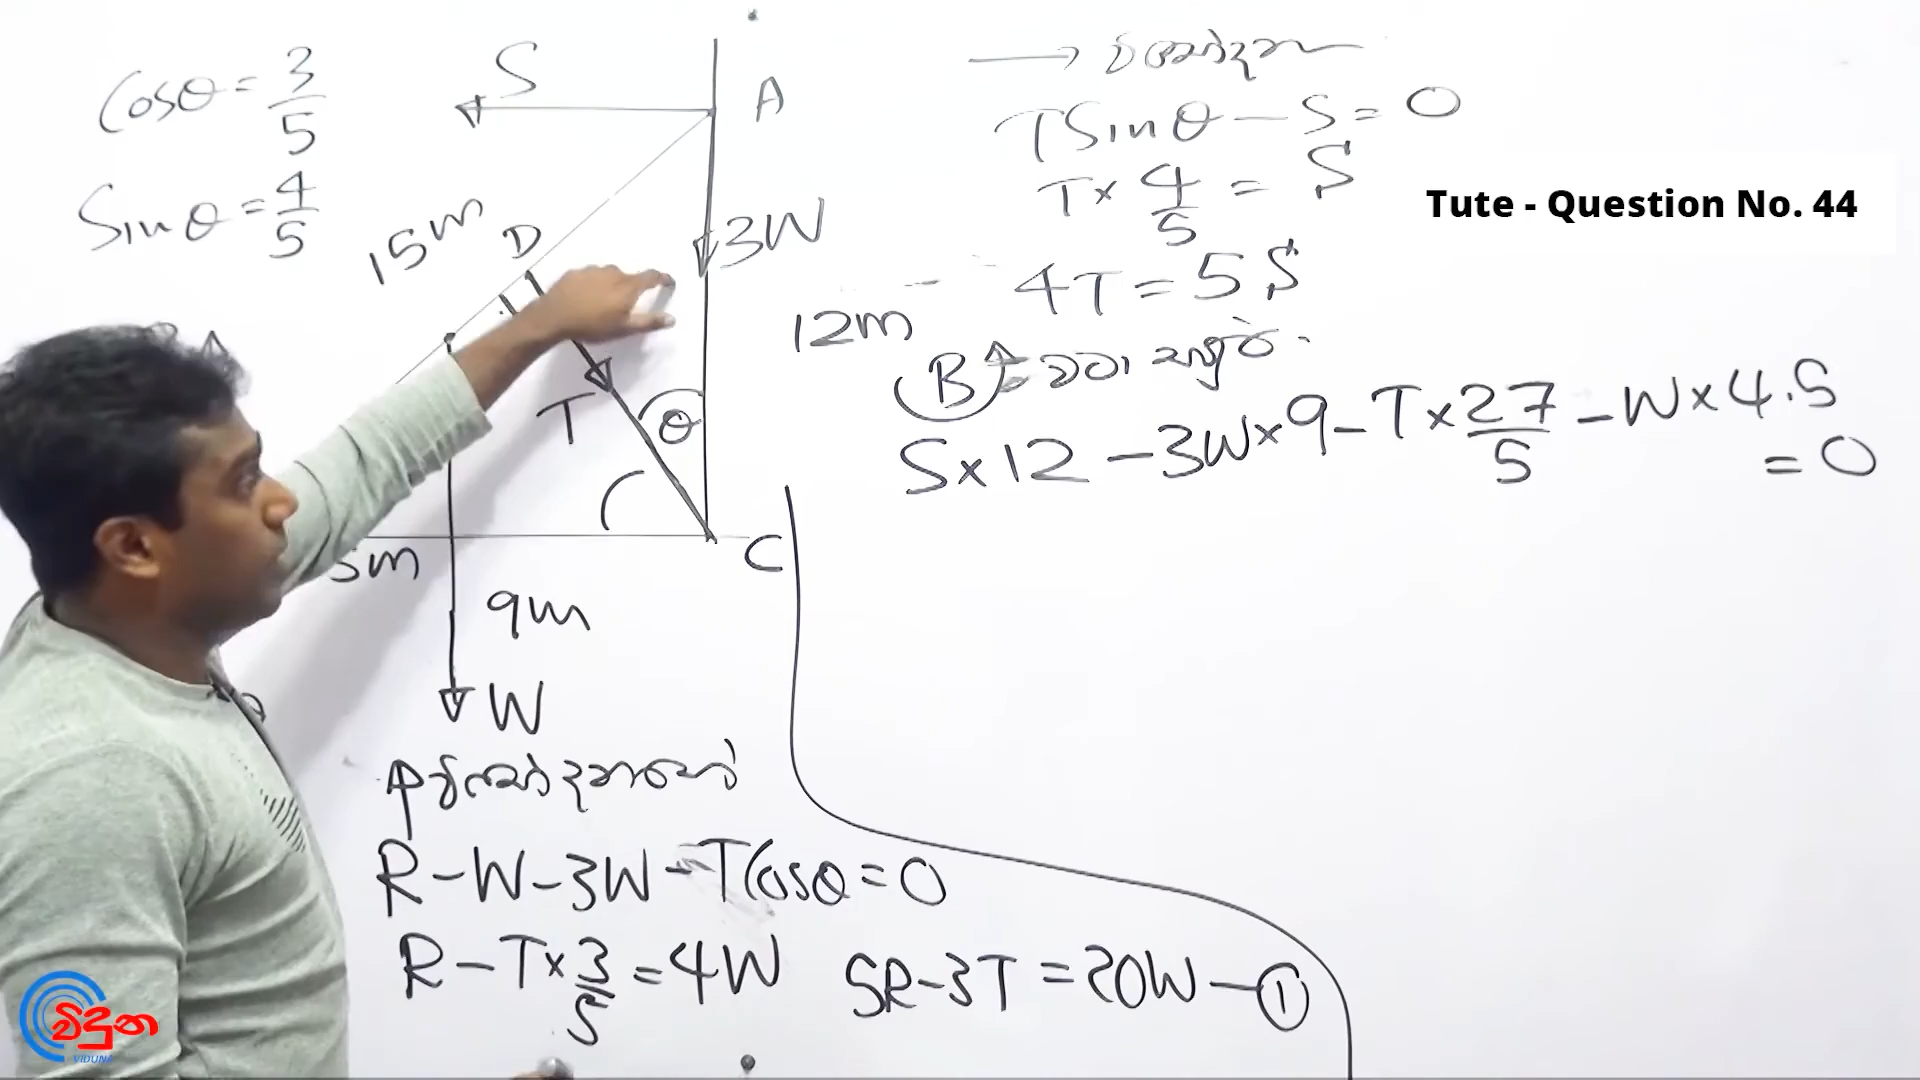 Cosθ = 3/5
Sinθ = 4/5
S
A
15m
D
3W
12m
T
θ
C
5m
9m
W
↑
R - W - 3W - TCosθ = 0
R - T × 3/5 = 4W
5R - 3T = 20W - ①
→
TSinθ - S = 0
T × 4/5 = S
4T = 5S
B වටා
S × 12 - 3W × 9 - T × 27/5 - W × 4.5
= 0
Tute - Question No. 44
විදුන
VIDUNA